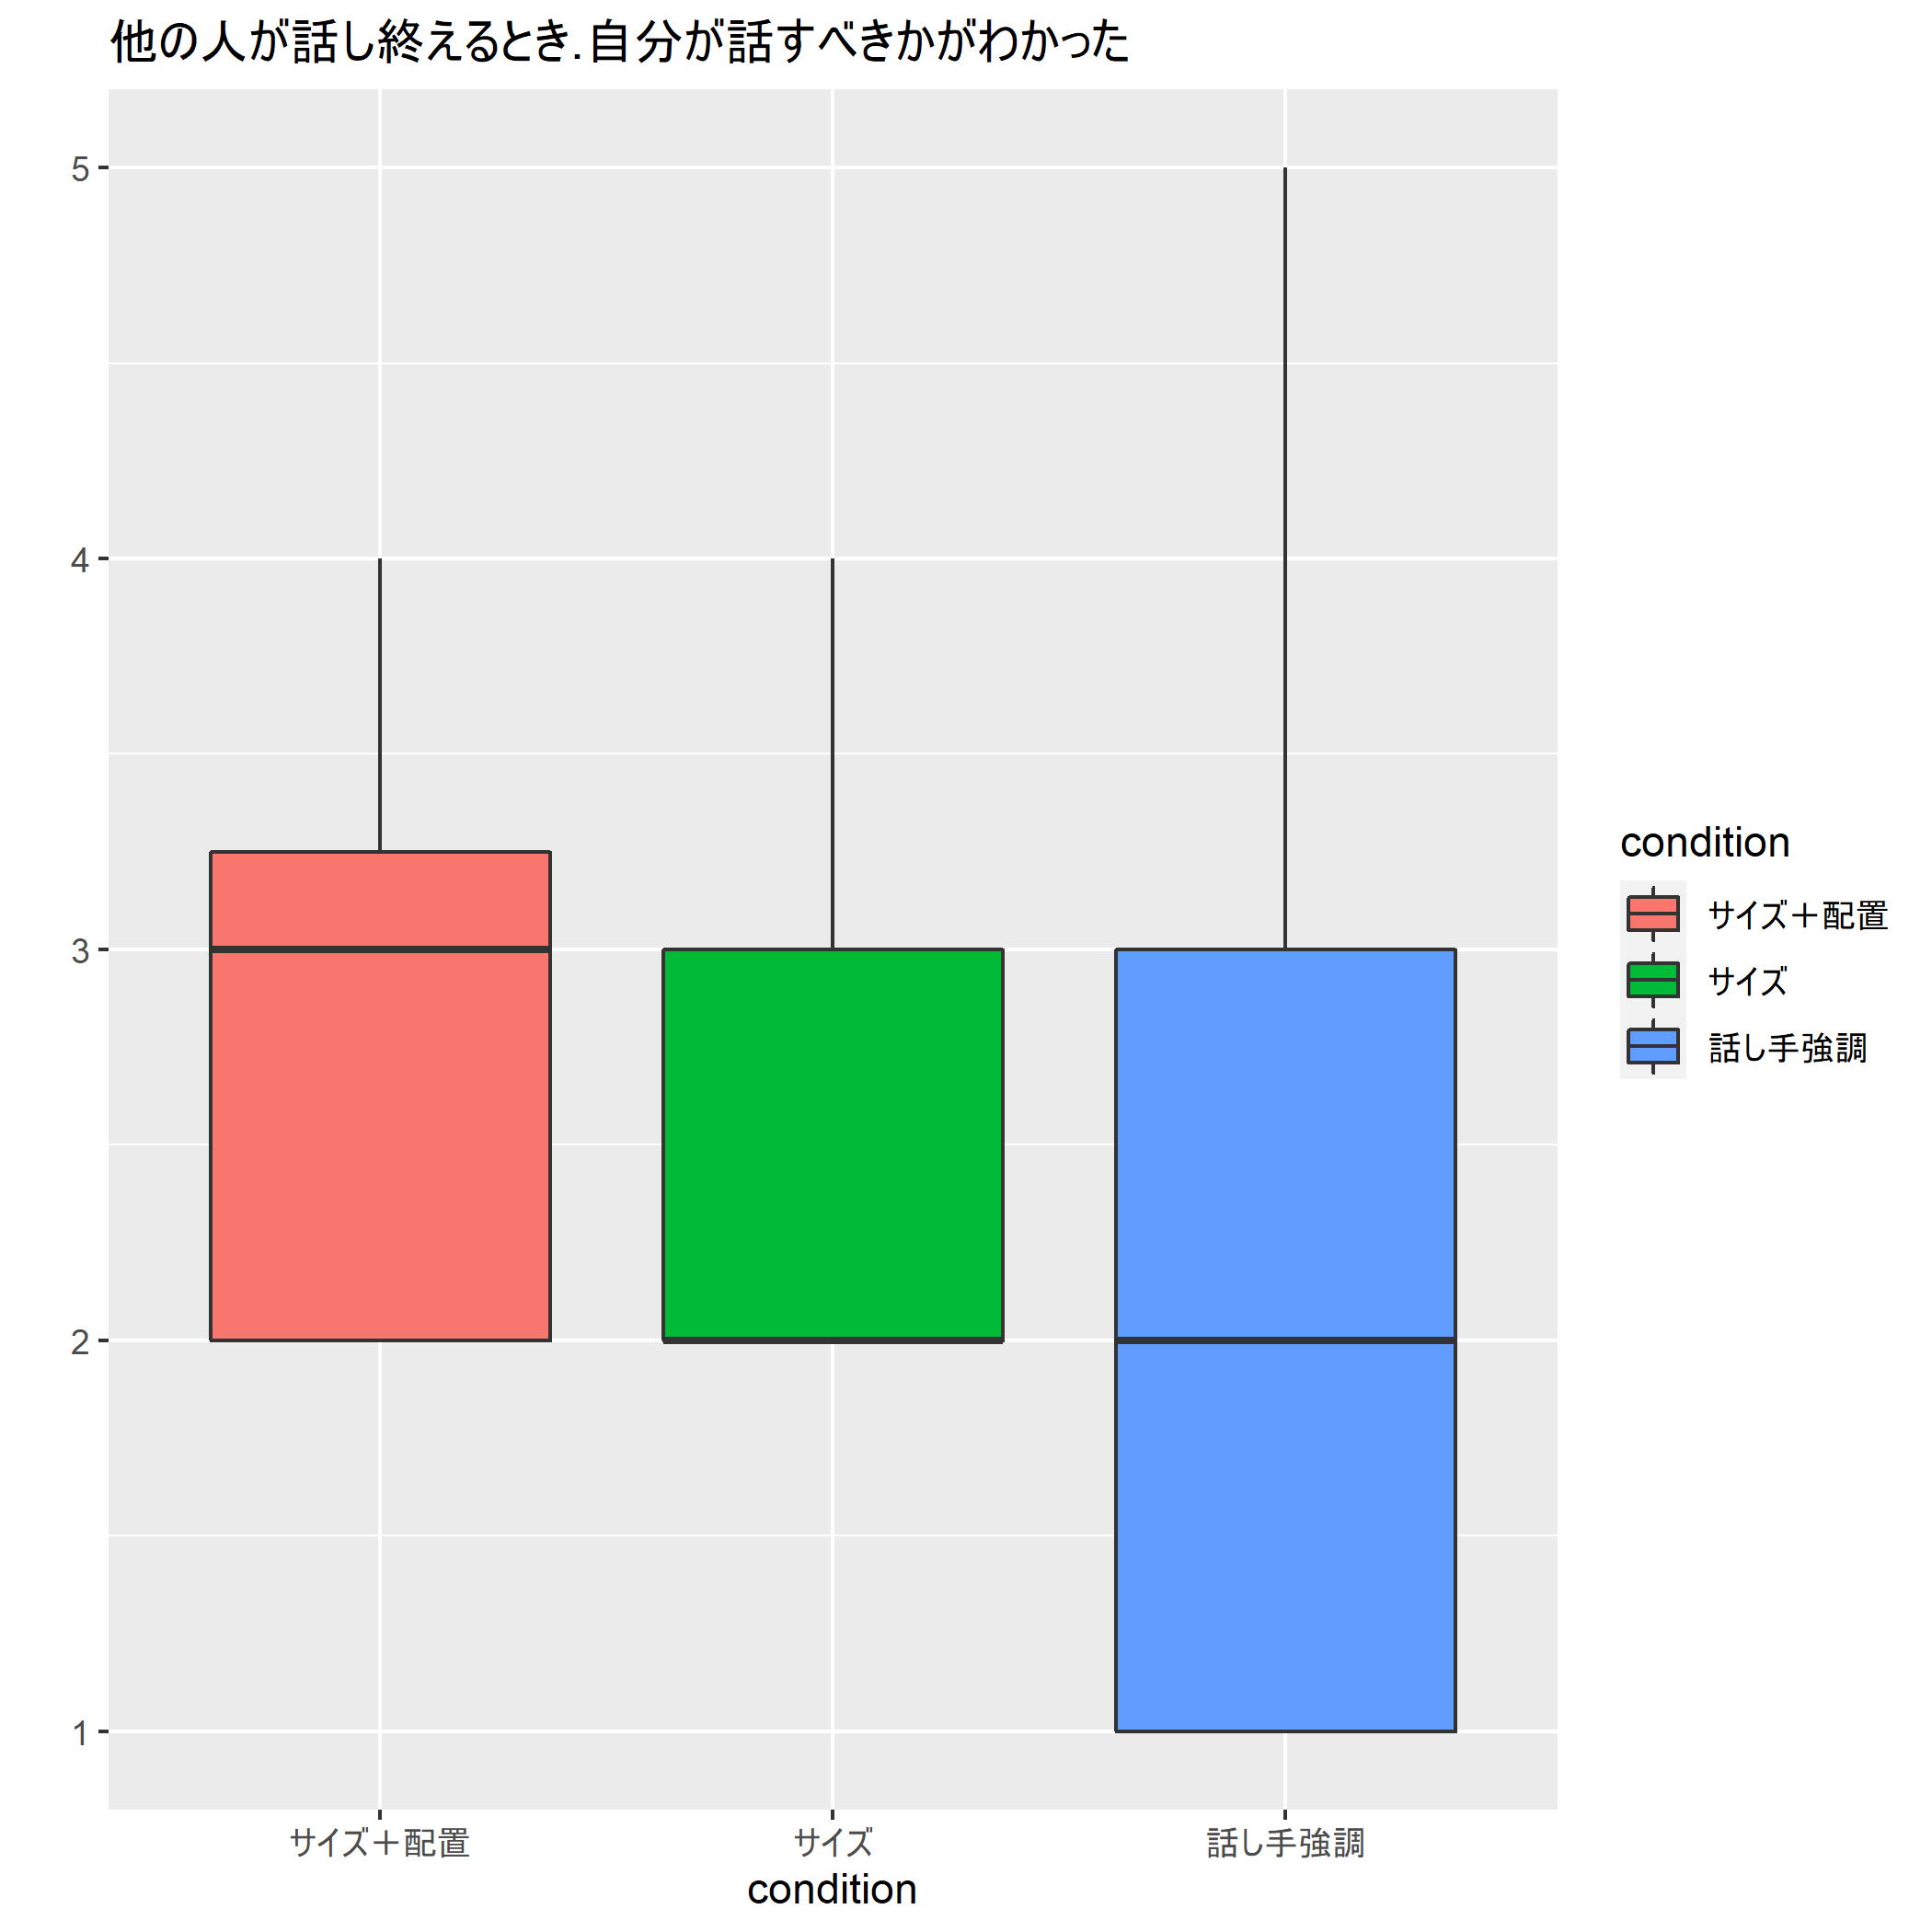 他の人が話し終えるとき.自分が話すべきかがわかった
5
4
3
2
1
サイズ＋配置
サイズ
話し手強調
condition
condition
サイズ＋配置
サイズ
話し手強調